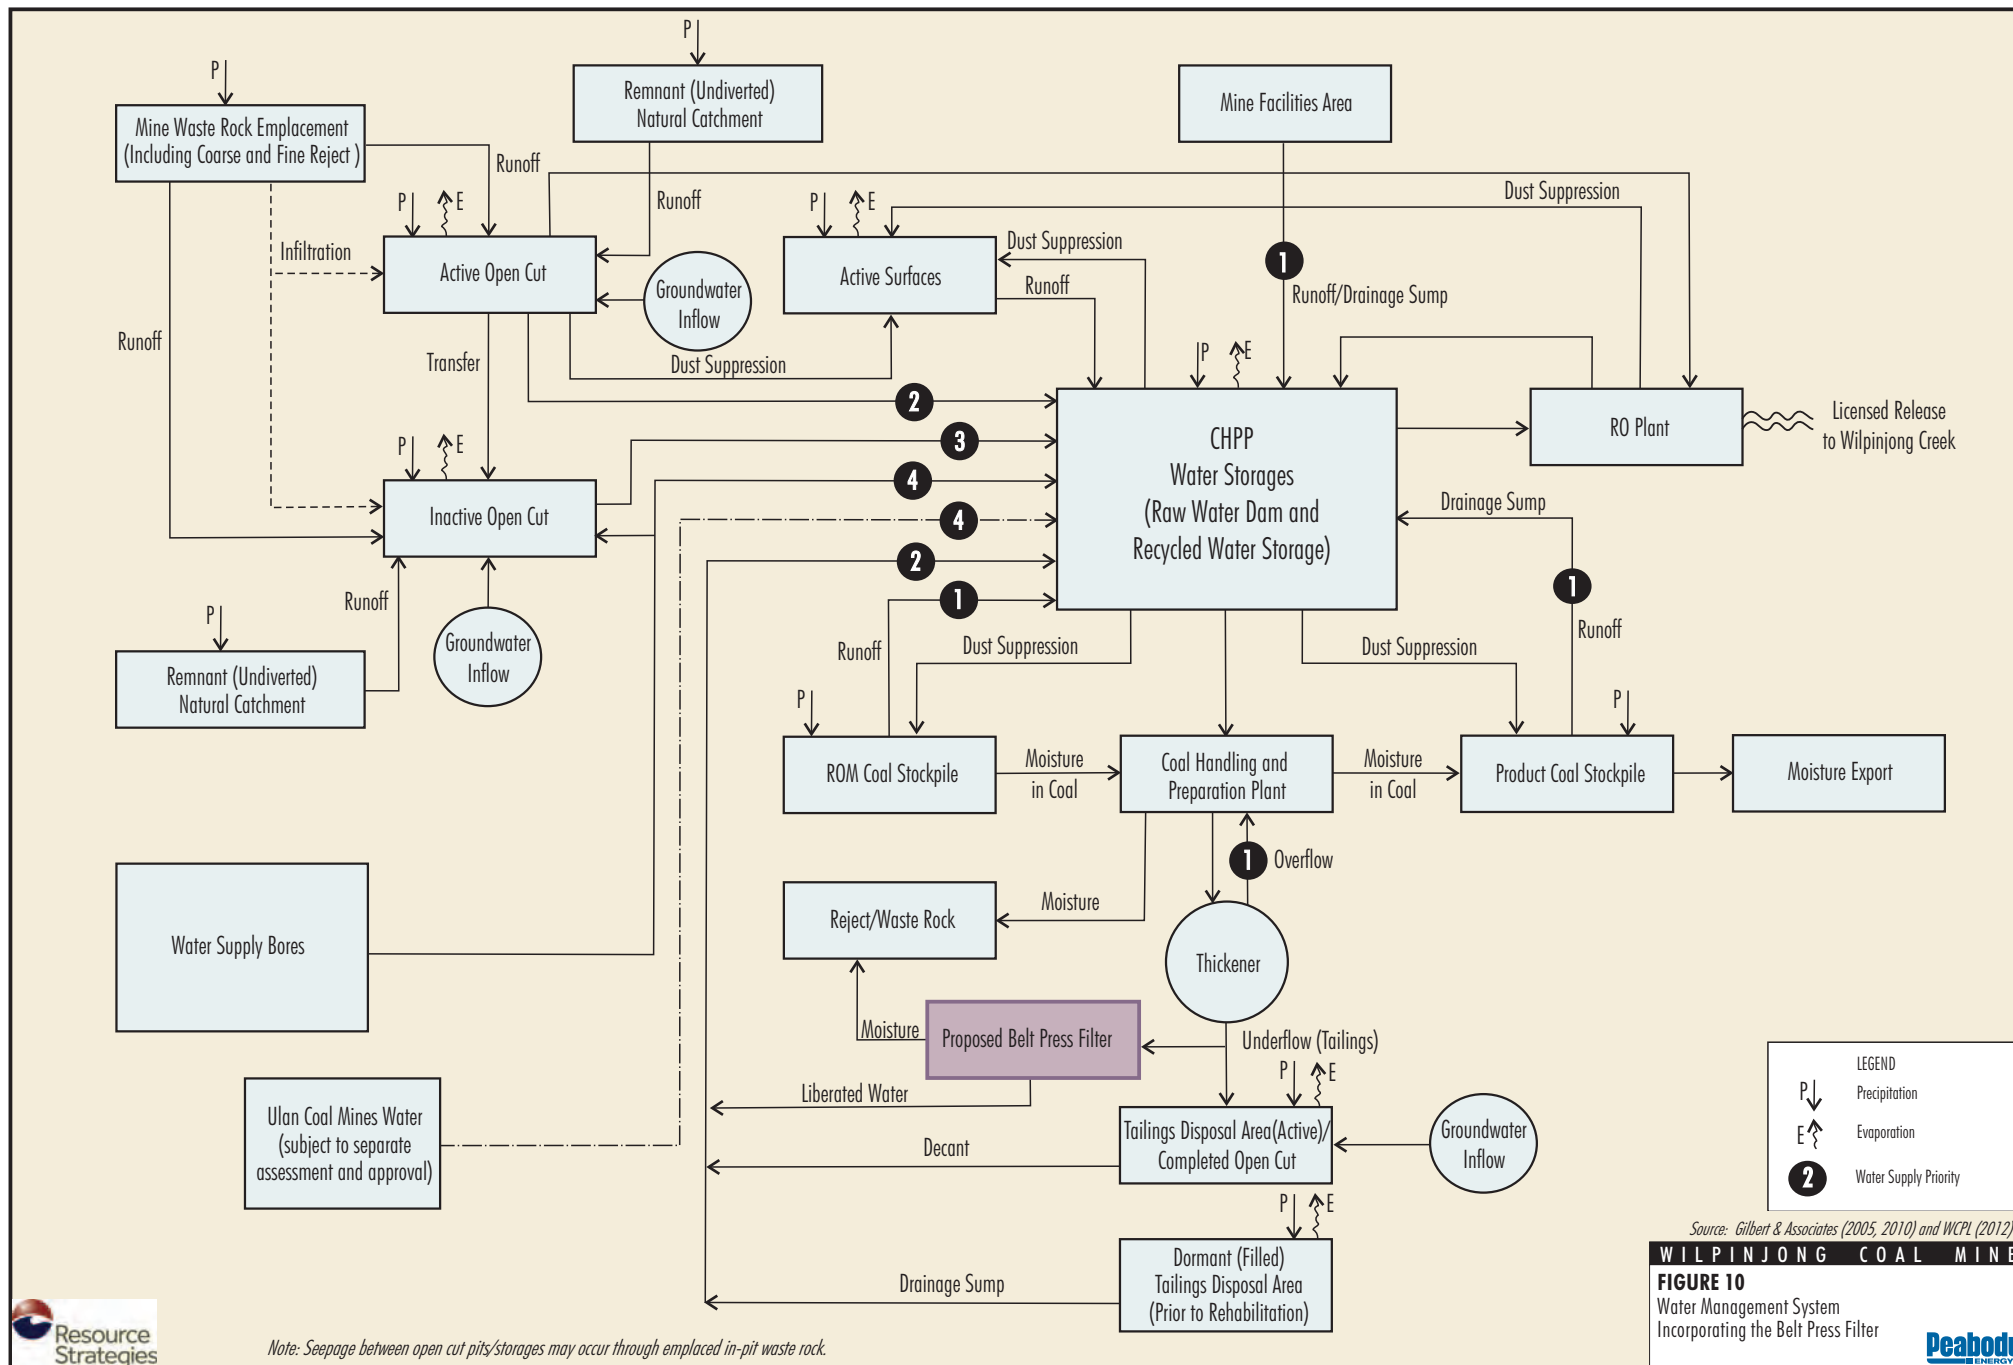 P
P
Remnant (Undiverted)
Natural Catchment
Mine Facilities Area
Mine Waste Rock Emplacement
(Including Coarse and Fine Reject )
Runoff
Runoff
P
E
P
E
Dust Suppression
Infiltration
Active Open Cut
Groundwater
Inflow
Active Surfaces
Dust Suppression
Runoff
1
Runoff/Drainage Sump
Runoff
Transfer
Dust Suppression
P
E
2
3
4
4
2
1
P
E
Inactive Open Cut
CHPP
Water Storages
(Raw Water Dam and
Recycled Water Storage)
RO Plant
Licensed Release
to Wilpinjong Creek
Drainage Sump
1
Runoff
Runoff
P
Remnant (Undiverted)
Natural Catchment
Groundwater
Inflow
Runoff
Dust Suppression
Dust Suppression
P
P
ROM Coal Stockpile
Moisture
in Coal
Coal Handling and
Preparation Plant
Moisture
in Coal
Product Coal Stockpile
Moisture Export
1
Overflow
Reject/Waste Rock
Moisture
Thickener
Water Supply Bores
Moisture
Proposed Belt Press Filter
Underflow (Tailings)
P
E
Liberated Water
Ulan Coal Mines Water
(subject to separate
assessment and approval)
Decant
Tailings Disposal Area(Active)/
Completed Open Cut
Groundwater
Inflow
P
E
Drainage Sump
Dormant (Filled)
Tailings Disposal Area
(Prior to Rehabilitation)
LEGEND
P Precipitation
E Evaporation
2 Water Supply Priority
Source: Gilbert & Associates (2005, 2010) and WCPL (2012)
WILPINJONG COAL MINE
FIGURE 10
Water Management System
Incorporating the Belt Press Filter
Peabody
ENERGY
Resource
Strategies
Note: Seepage between open cut pits/storages may occur through emplaced in-pit waste rock.